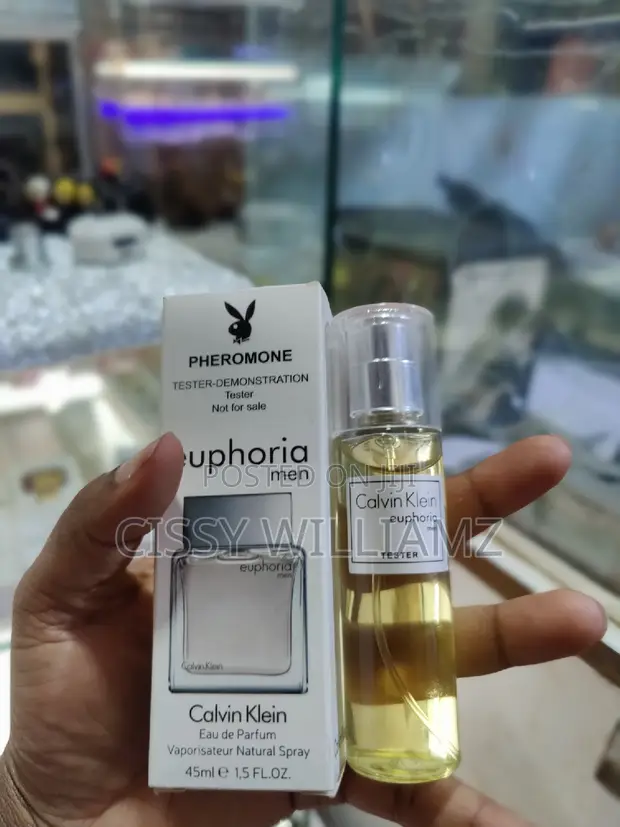 PHEROMONE
TESTER-DEMONSTRATION
Tester
Not for sale
euphoria
men
POSTED ON JIJI
CISSY WILLIAMZ
euphoria
men
Calvin Klein
Calvin Klein
Eau de Parfum
Vaporisateur Natural Spray
45ml e 1,5 FL.OZ.
Calvin Klein
euphoria
TESTER